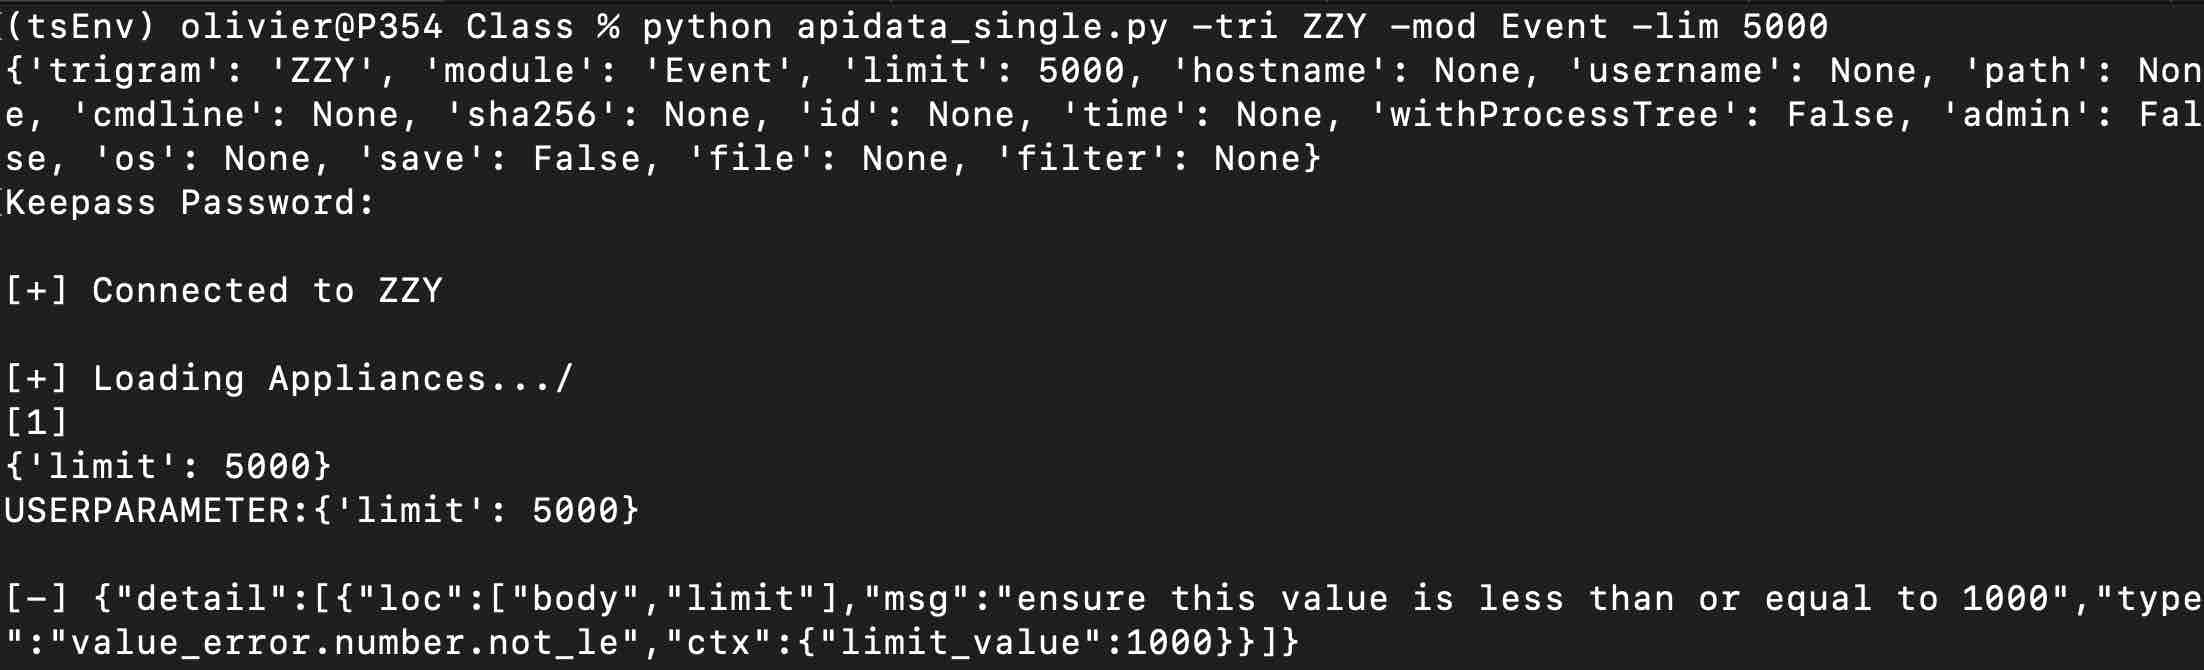 (tsEnv) olivier@P354 Class % python apidata_single.py -tri ZZY -mod Event -lim 5000
{'trigram': 'ZZY', 'module': 'Event', 'limit': 5000, 'hostname': None, 'username': None, 'path': Non
e, 'cmdline': None, 'sha256': None, 'id': None, 'time': None, 'withProcessTree': False, 'admin': Fal
se, 'os': None, 'save': False, 'file': None, 'filter': None}
Keepass Password:
[+] Connected to ZZY
[+] Loading Appliances.../
[1]
{'limit': 5000}
USERPARAMETER:{'limit': 5000}
[-] {"detail":[{"loc":["body","limit"],"msg":"ensure this value is less than or equal to 1000","type
":"value_error.number.not_le","ctx":{"limit_value":1000}}]}